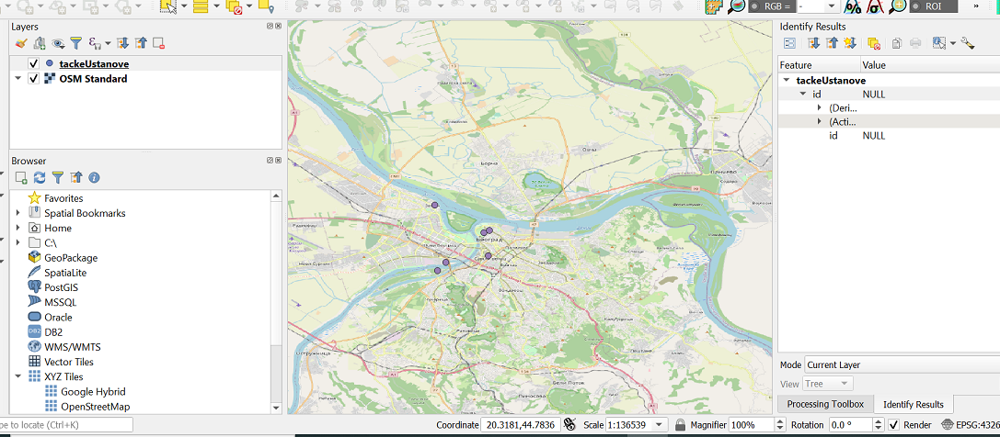 RGB =
-
ROI
Layers
tackeUstanove
OSM Standard
Browser
Favorites
Spatial Bookmarks
Home
C:\
GeoPackage
SpatiaLite
PostGIS
MSSQL
Oracle
DB2
WMS/WMTS
Vector Tiles
XYZ Tiles
Google Hybrid
OpenStreetMap
Борча
Овча
Београд
Identify Results
Feature Value
tackeUstanove
id NULL
(Deri...
(Acti...
id NULL
Mode Current Layer
View Tree
Processing Toolbox Identify Results
pe to locate (Ctrl+K) Coordinate 20.3181,44.7836 Scale 1:136539 Magnifier 100% Rotation 0.0 ° Render EPSG:4326